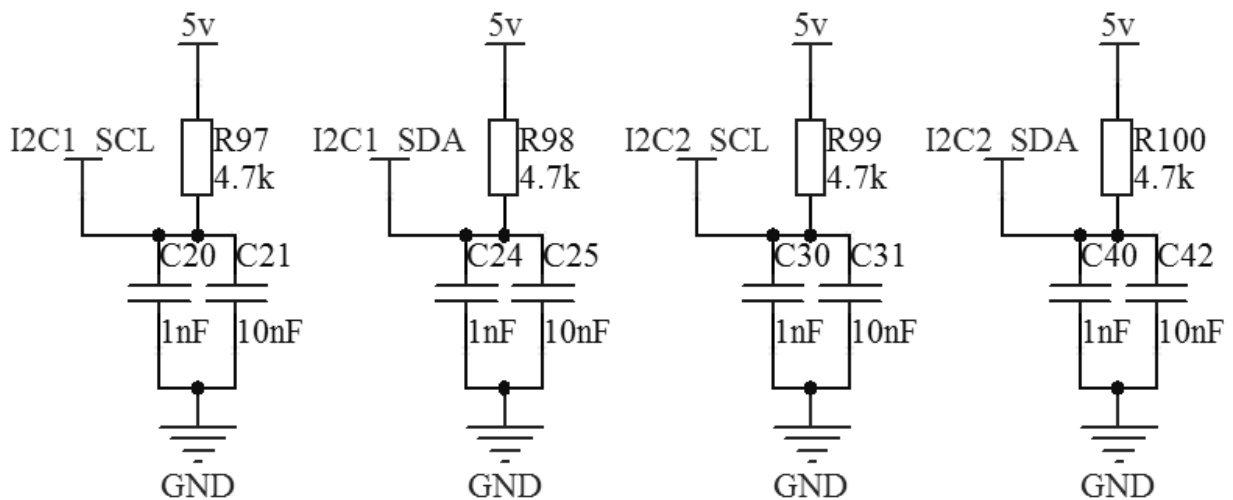 5v 5v 5v 5v
I2C1_SCL R97 I2C1_SDA R98 I2C2_SCL R99 I2C2_SDA R100
4.7k 4.7k 4.7k 4.7k
C20 C21 C24 C25 C30 C31 C40 C42
1nF 10nF 1nF 10nF 1nF 10nF 1nF 10nF
GND GND GND GND